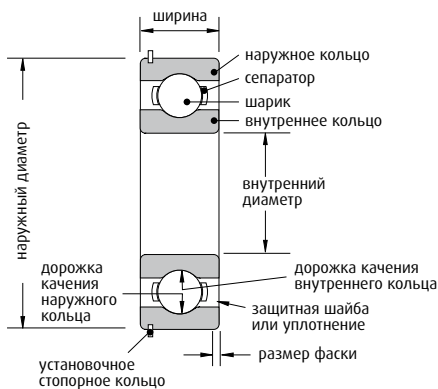 ширина
наружное кольцо
сепаратор
шарик
внутреннее кольцо
наружный диаметр
внутренний
диаметр
дорожка
качения
наружного
кольца
дорожка качения
внутреннего кольца
защитная шайба
или уплотнение
размер фаски
установочное
стопорное кольцо